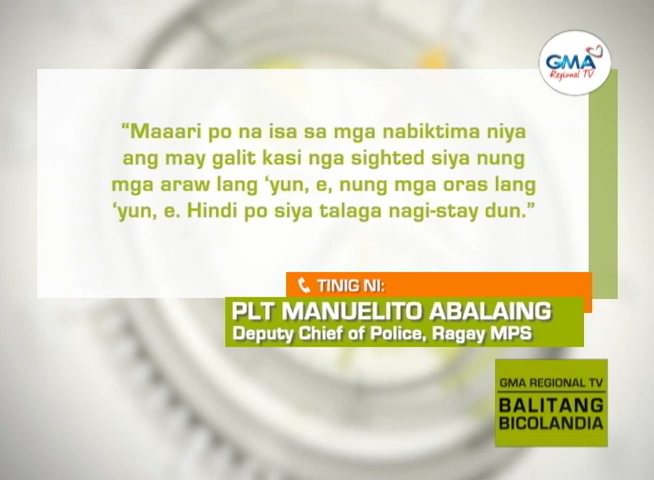 GMA
Regional TV
“Maaari po na isa sa mga nabiktima niya
ang may galit kasi nga sighted siya nung
mga araw lang ‘yun, e, nung mga oras lang
‘yun, e. Hindi po siya talaga nagi-stay dun.”
TINIG NI:
PLT MANUELITO ABALAING
Deputy Chief of Police, Ragay MPS
GMA REGIONAL TV
BALITANG
BICOLANDIA